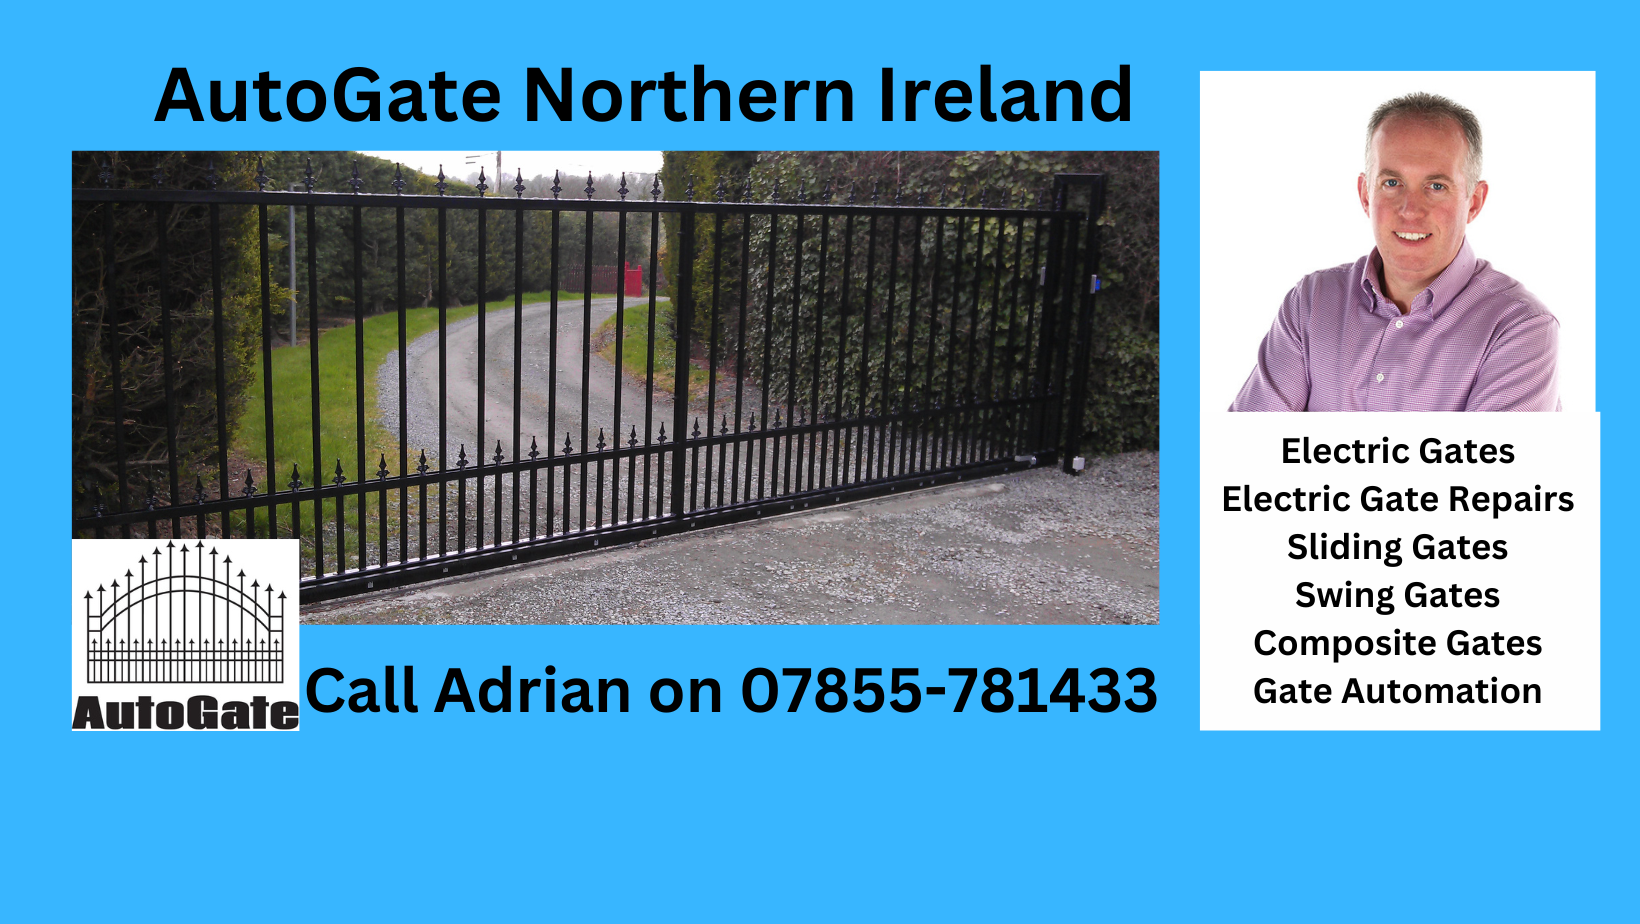 AutoGate Northern Ireland
AutoGate
Call Adrian on 07855-781433
Electric Gates
Electric Gate Repairs
Sliding Gates
Swing Gates
Composite Gates
Gate Automation